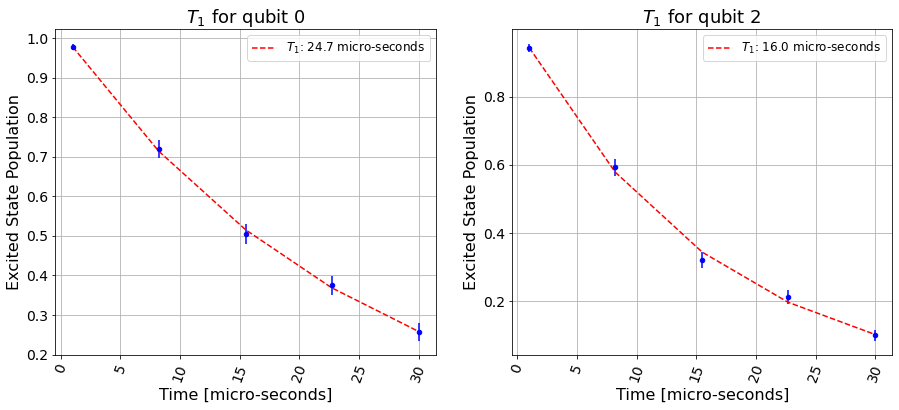 T₁ for qubit 0
T₁: 24.7 micro-seconds
Excited State Population
1.0
0.9
0.8
0.7
0.6
0.5
0.4
0.3
0.2
0 5 10 15 20 25 30
Time [micro-seconds]
T₁ for qubit 2
T₁: 16.0 micro-seconds
Excited State Population
0.8
0.6
0.4
0.2
0 5 10 15 20 25 30
Time [micro-seconds]